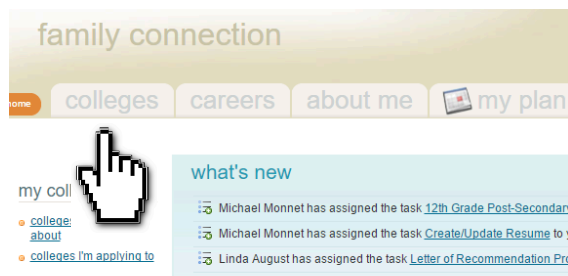 family connection
home
colleges
careers
about me
my plan
what's new
my coll
Michael Monnet has assigned the task 12th Grade Post-Secondary
colleges
about
Michael Monnet has assigned the task Create/Update Resume to y
colleges I'm applying to
Linda August has assigned the task Letter of Recommendation Pro